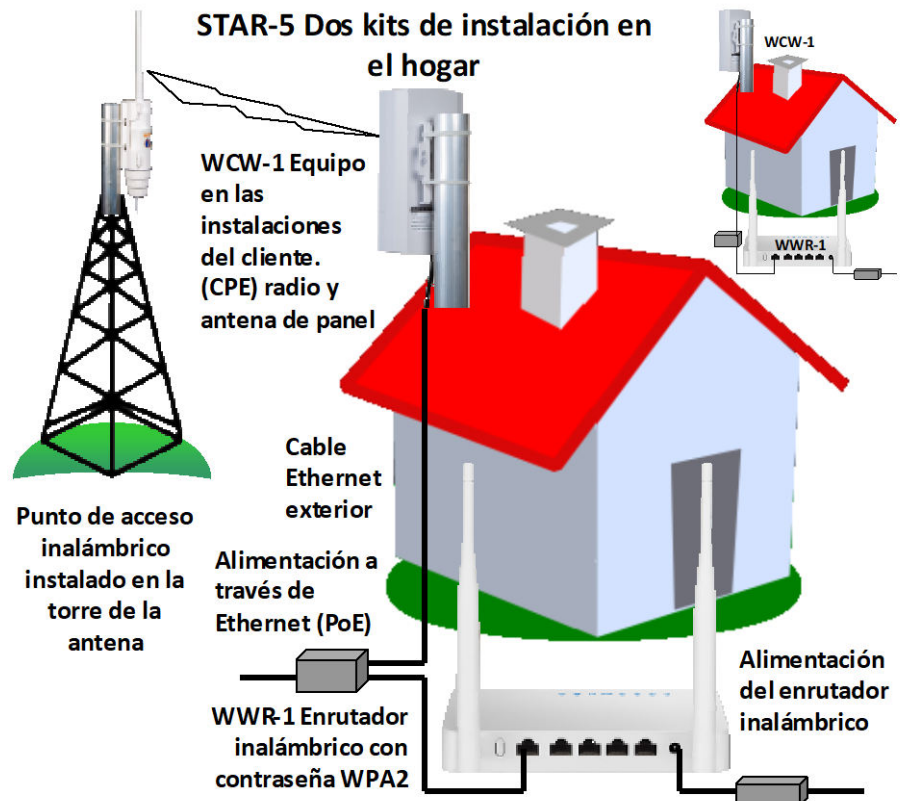 STAR-5 Dos kits de instalación en
el hogar
WCW-1
WCW-1 Equipo
en las
instalaciones
del cliente.
(CPE) radio y
antena de panel
WWR-1
Cable
Ethernet
exterior
Punto de acceso
inalámbrico
instalado en la
torre de la
antena
Alimentación a
través de
Ethernet (PoE)
Alimentación
del enrutador
inalámbrico
WWR-1 Enrutador
inalámbrico con
contraseña WPA2